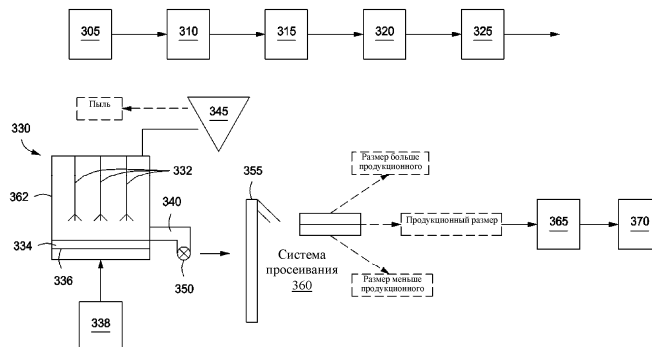 305
310
315
320
325
Пыль
345
330
332
355
Размер больше
продукционного
362
340
Продукционный размер
365
370
334
336
350
Система
просеивания
360
Размер меньше
продукционного
338